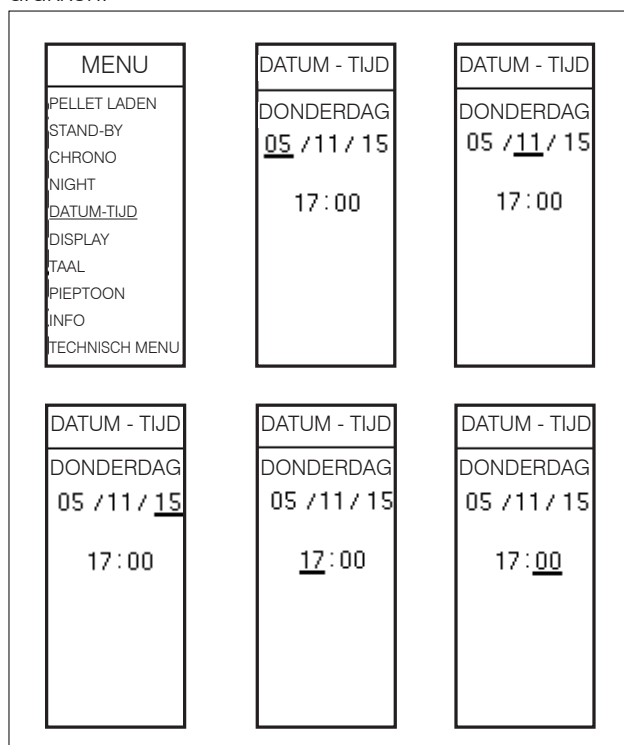 MENU
PELLET LADEN
STAND-BY
CHRONO
NIGHT
DATUM-TIJD
DISPLAY
TAAL
PIEPTOON
INFO
TECHNISCH MENU
DATUM - TIJD
DONDERDAG
05 /11/ 15
17:00
DATUM - TIJD
DONDERDAG
05 /11/ 15
17:00
DATUM - TIJD
DONDERDAG
05 /11/ 15
17:00
DATUM - TIJD
DONDERDAG
05 /11/ 15
17:00
DATUM - TIJD
DONDERDAG
05 /11/ 15
17:00